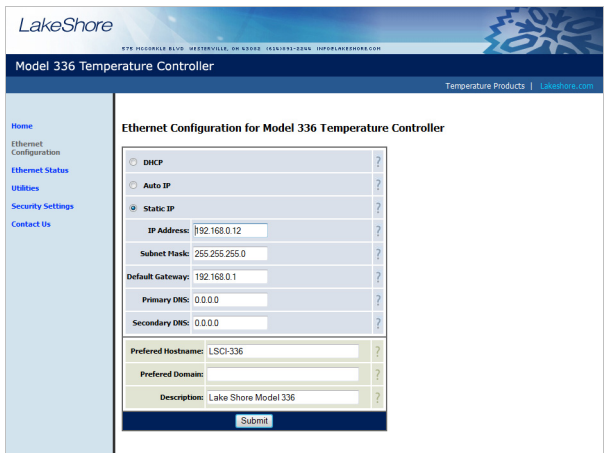 LakeShore
575 MCCORKLE BLVD WESTERVILLE, OH 43082 (614)891-2244 INFO@LAKESHORE.COM
Model 336 Temperature Controller
Temperature Products | Lakeshore.com
Home
Ethernet Configuration
Ethernet Status
Utilities
Security Settings
Contact Us
Ethernet Configuration for Model 336 Temperature Controller
DHCP ?
Auto IP ?
Static IP ?
IP Address: 192.168.0.12 ?
Subnet Mask: 255.255.255.0 ?
Default Gateway: 192.168.0.1 ?
Primary DNS: 0.0.0.0 ?
Secondary DNS: 0.0.0.0 ?
Prefered Hostname: LSCI-336 ?
Prefered Domain: ?
Description: Lake Shore Model 336 ?
Submit